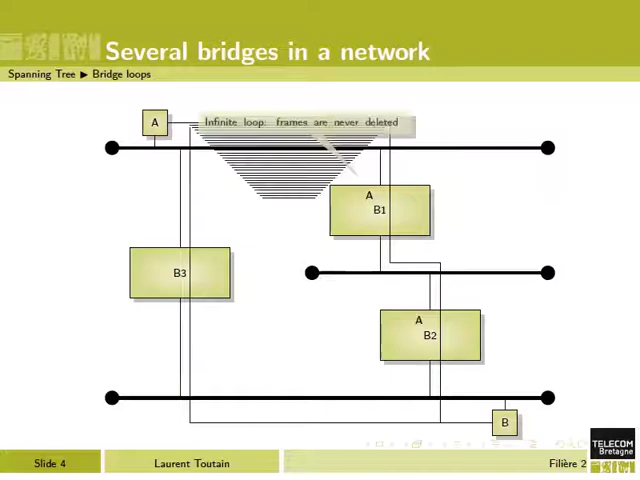 Several bridges in a network
Spanning Tree ▶ Bridge loops
A
Infinite loop: frames are never deleted
A
B1
B3
A
B2
B
TELECOM
Bretagne
Slide 4
Laurent Toutain
Filière 2